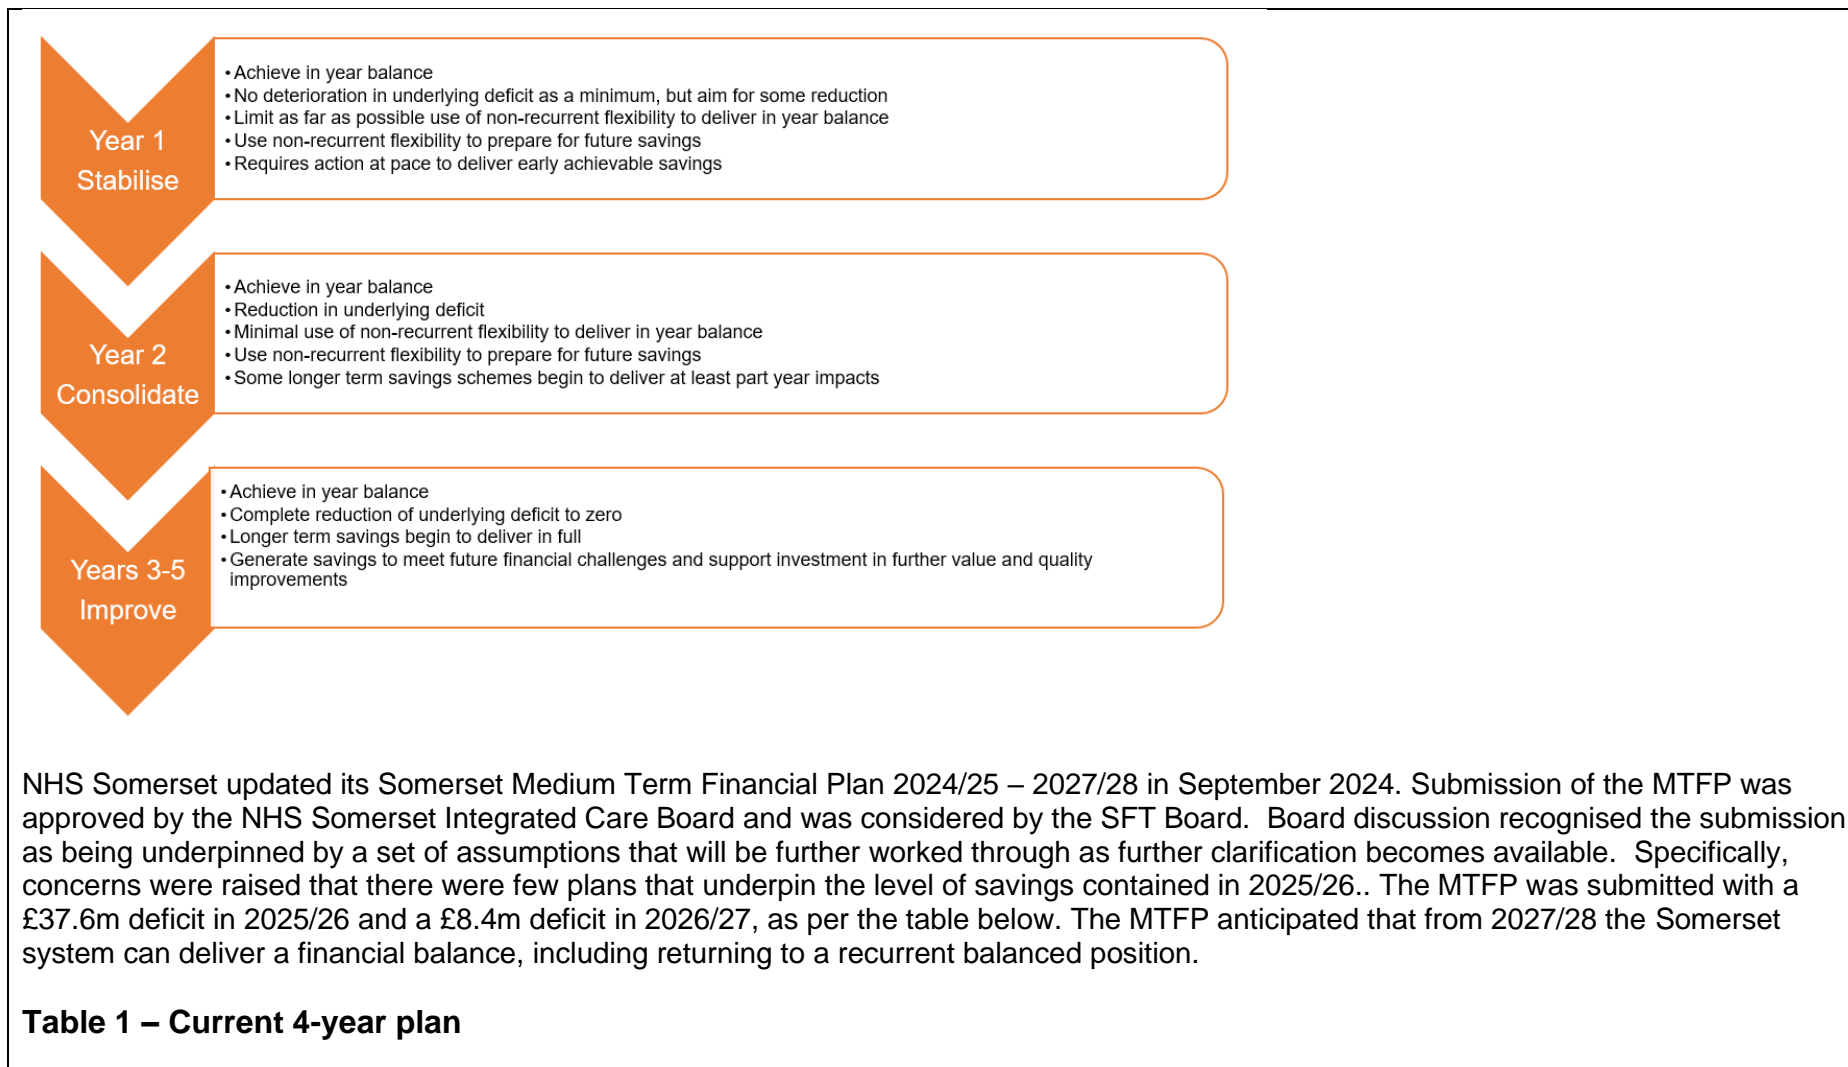 Year 1
Stabilise
• Achieve in year balance
• No deterioration in underlying deficit as a minimum, but aim for some reduction
• Limit as far as possible use of non-recurrent flexibility to deliver in year balance
• Use non-recurrent flexibility to prepare for future savings
• Requires action at pace to deliver early achievable savings
Year 2
Consolidate
• Achieve in year balance
• Reduction in underlying deficit
• Minimal use of non-recurrent flexibility to deliver in year balance
• Use non-recurrent flexibility to prepare for future savings
• Some longer term savings schemes begin to deliver at least part year impacts
Years 3-5
Improve
• Achieve in year balance
• Complete reduction of underlying deficit to zero
• Longer term savings begin to deliver in full
• Generate savings to meet future financial challenges and support investment in further value and quality
improvements
NHS Somerset updated its Somerset Medium Term Financial Plan 2024/25 – 2027/28 in September 2024. Submission of the MTFP was
approved by the NHS Somerset Integrated Care Board and was considered by the SFT Board.  Board discussion recognised the submission
as being underpinned by a set of assumptions that will be further worked through as further clarification becomes available.  Specifically,
concerns were raised that there were few plans that underpin the level of savings contained in 2025/26.. The MTFP was submitted with a
£37.6m deficit in 2025/26 and a £8.4m deficit in 2026/27, as per the table below. The MTFP anticipated that from 2027/28 the Somerset
system can deliver a financial balance, including returning to a recurrent balanced position.
Table 1 – Current 4-year plan